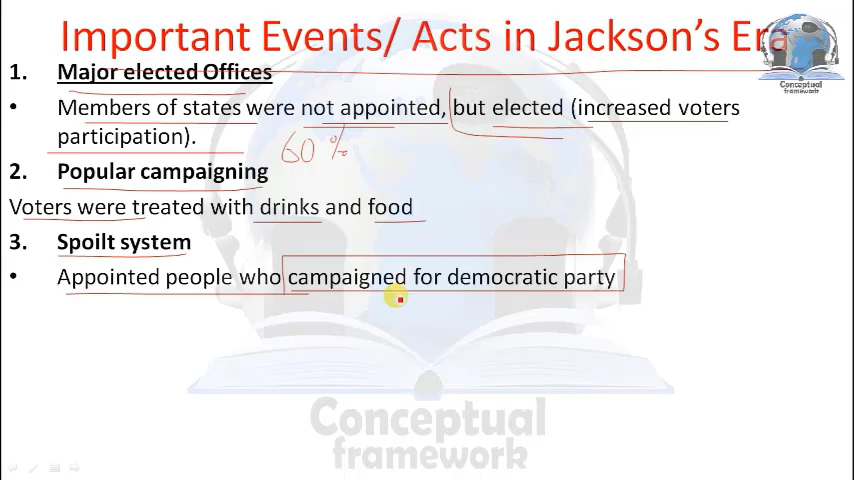 Important Events/ Acts in Jackson's Era
Conceptual
framework
1. Major elected Offices
• Members of states were not appointed, but elected (increased voters
participation).
60 %
2. Popular campaigning
Voters were treated with drinks and food
3. Spoilt system
• Appointed people who campaigned for democratic party
Conceptual
framework